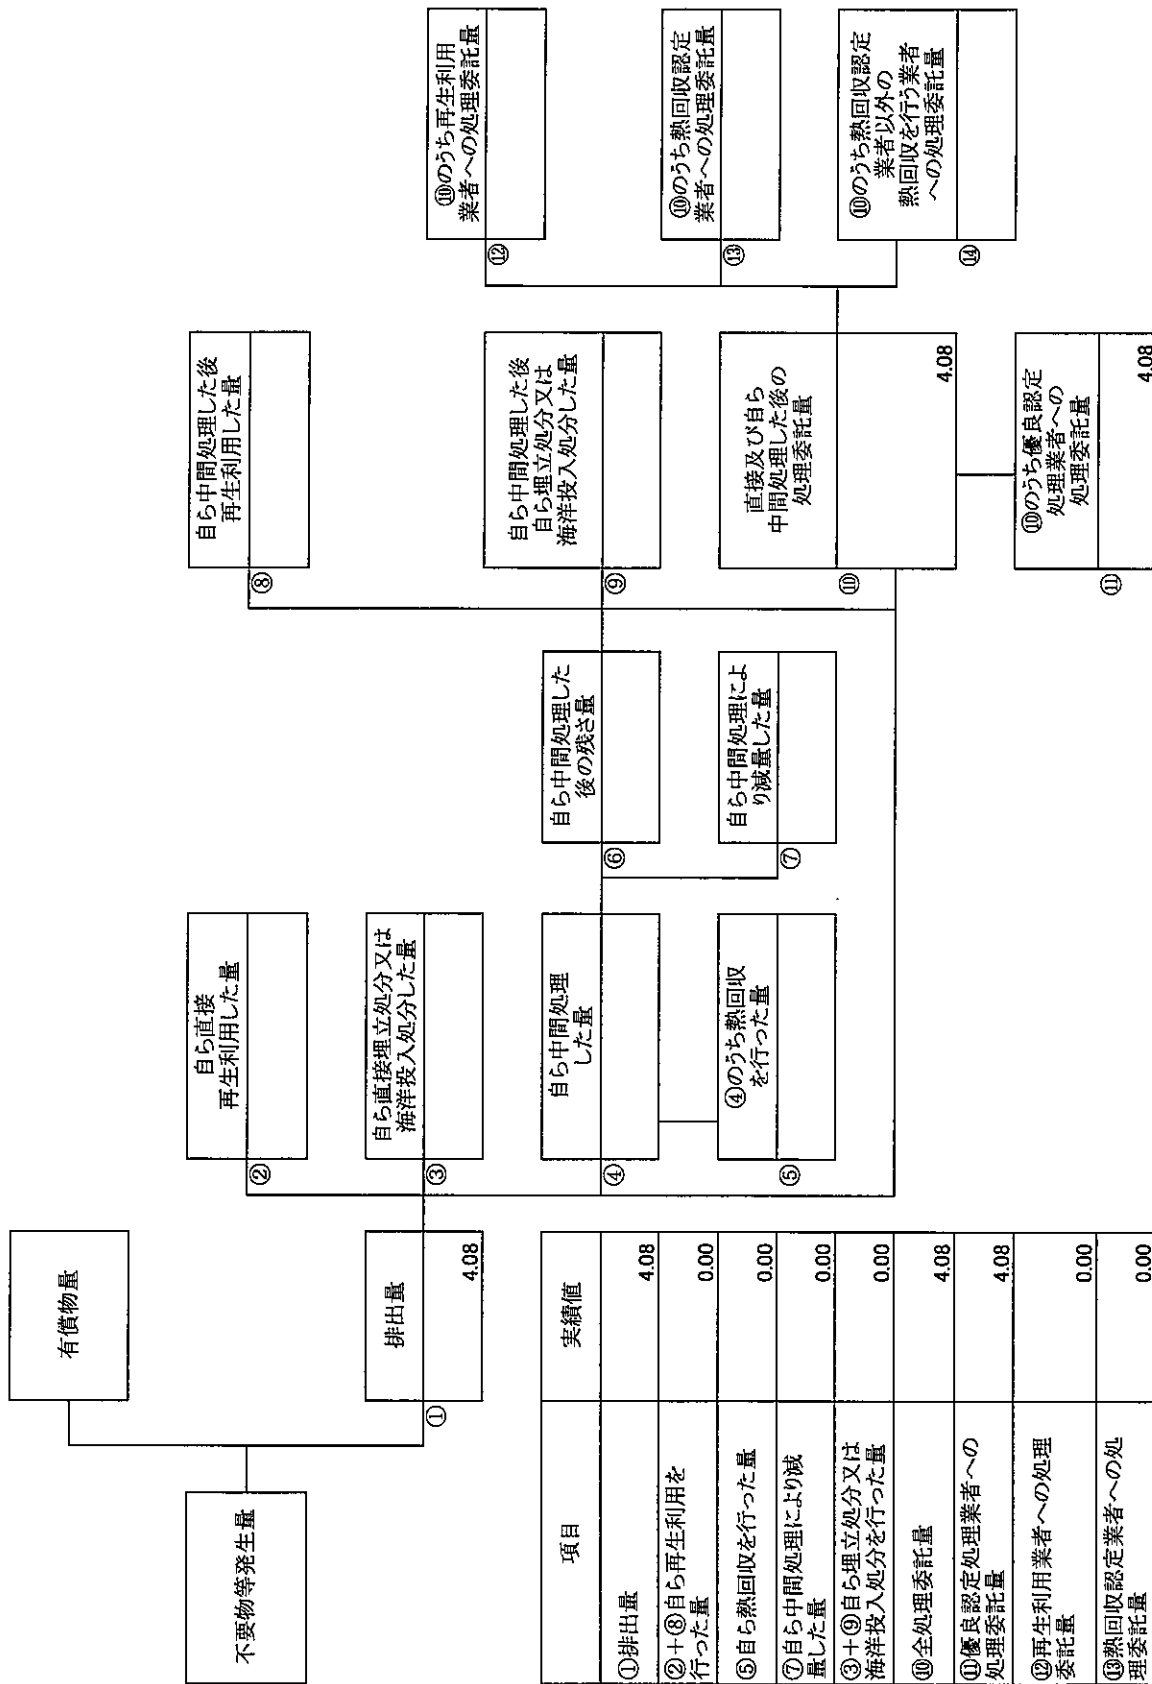 不要物等発生量
有償物量
①
排出量
4.08
②
自ら直接
再生利用した量
③
自ら直接埋立処分又は
海洋投入処分した量
④
自ら中間処理
した量
⑤
④のうち熱回収
を行った量
⑥
自ら中間処理した
後の残さ量
⑦
自ら中間処理によ
り減量した量
⑧
自ら中間処理した後
再生利用した量
⑨
自ら中間処理した後
自ら埋立処分又は
海洋投入処分した量
⑩
直接及び自ら
中間処理した後の
処理委託量
4.08
⑪
⑩のうち優良認定
処理業者への
処理委託量
4.08
⑫
⑩のうち再生利用
業者への処理委託量
⑬
⑩のうち熱回収認定
業者への処理委託量
⑭
⑩のうち熱回収認定
業者以外の
熱回収を行う業者
への処理委託量
項目 実績値
①排出量 4.08
②+⑧自ら再生利用を
行った量 0.00
⑤自ら熱回収を行った量 0.00
⑦自ら中間処理により減
量した量 0.00
③+⑨自ら埋立処分又は
海洋投入処分を行った量 0.00
⑩全処理委託量 4.08
⑪優良認定処理業者への
処理委託量 4.08
⑫再生利用業者への処理
委託量 0.00
⑬熱回収認定業者への処
理委託量 0.00